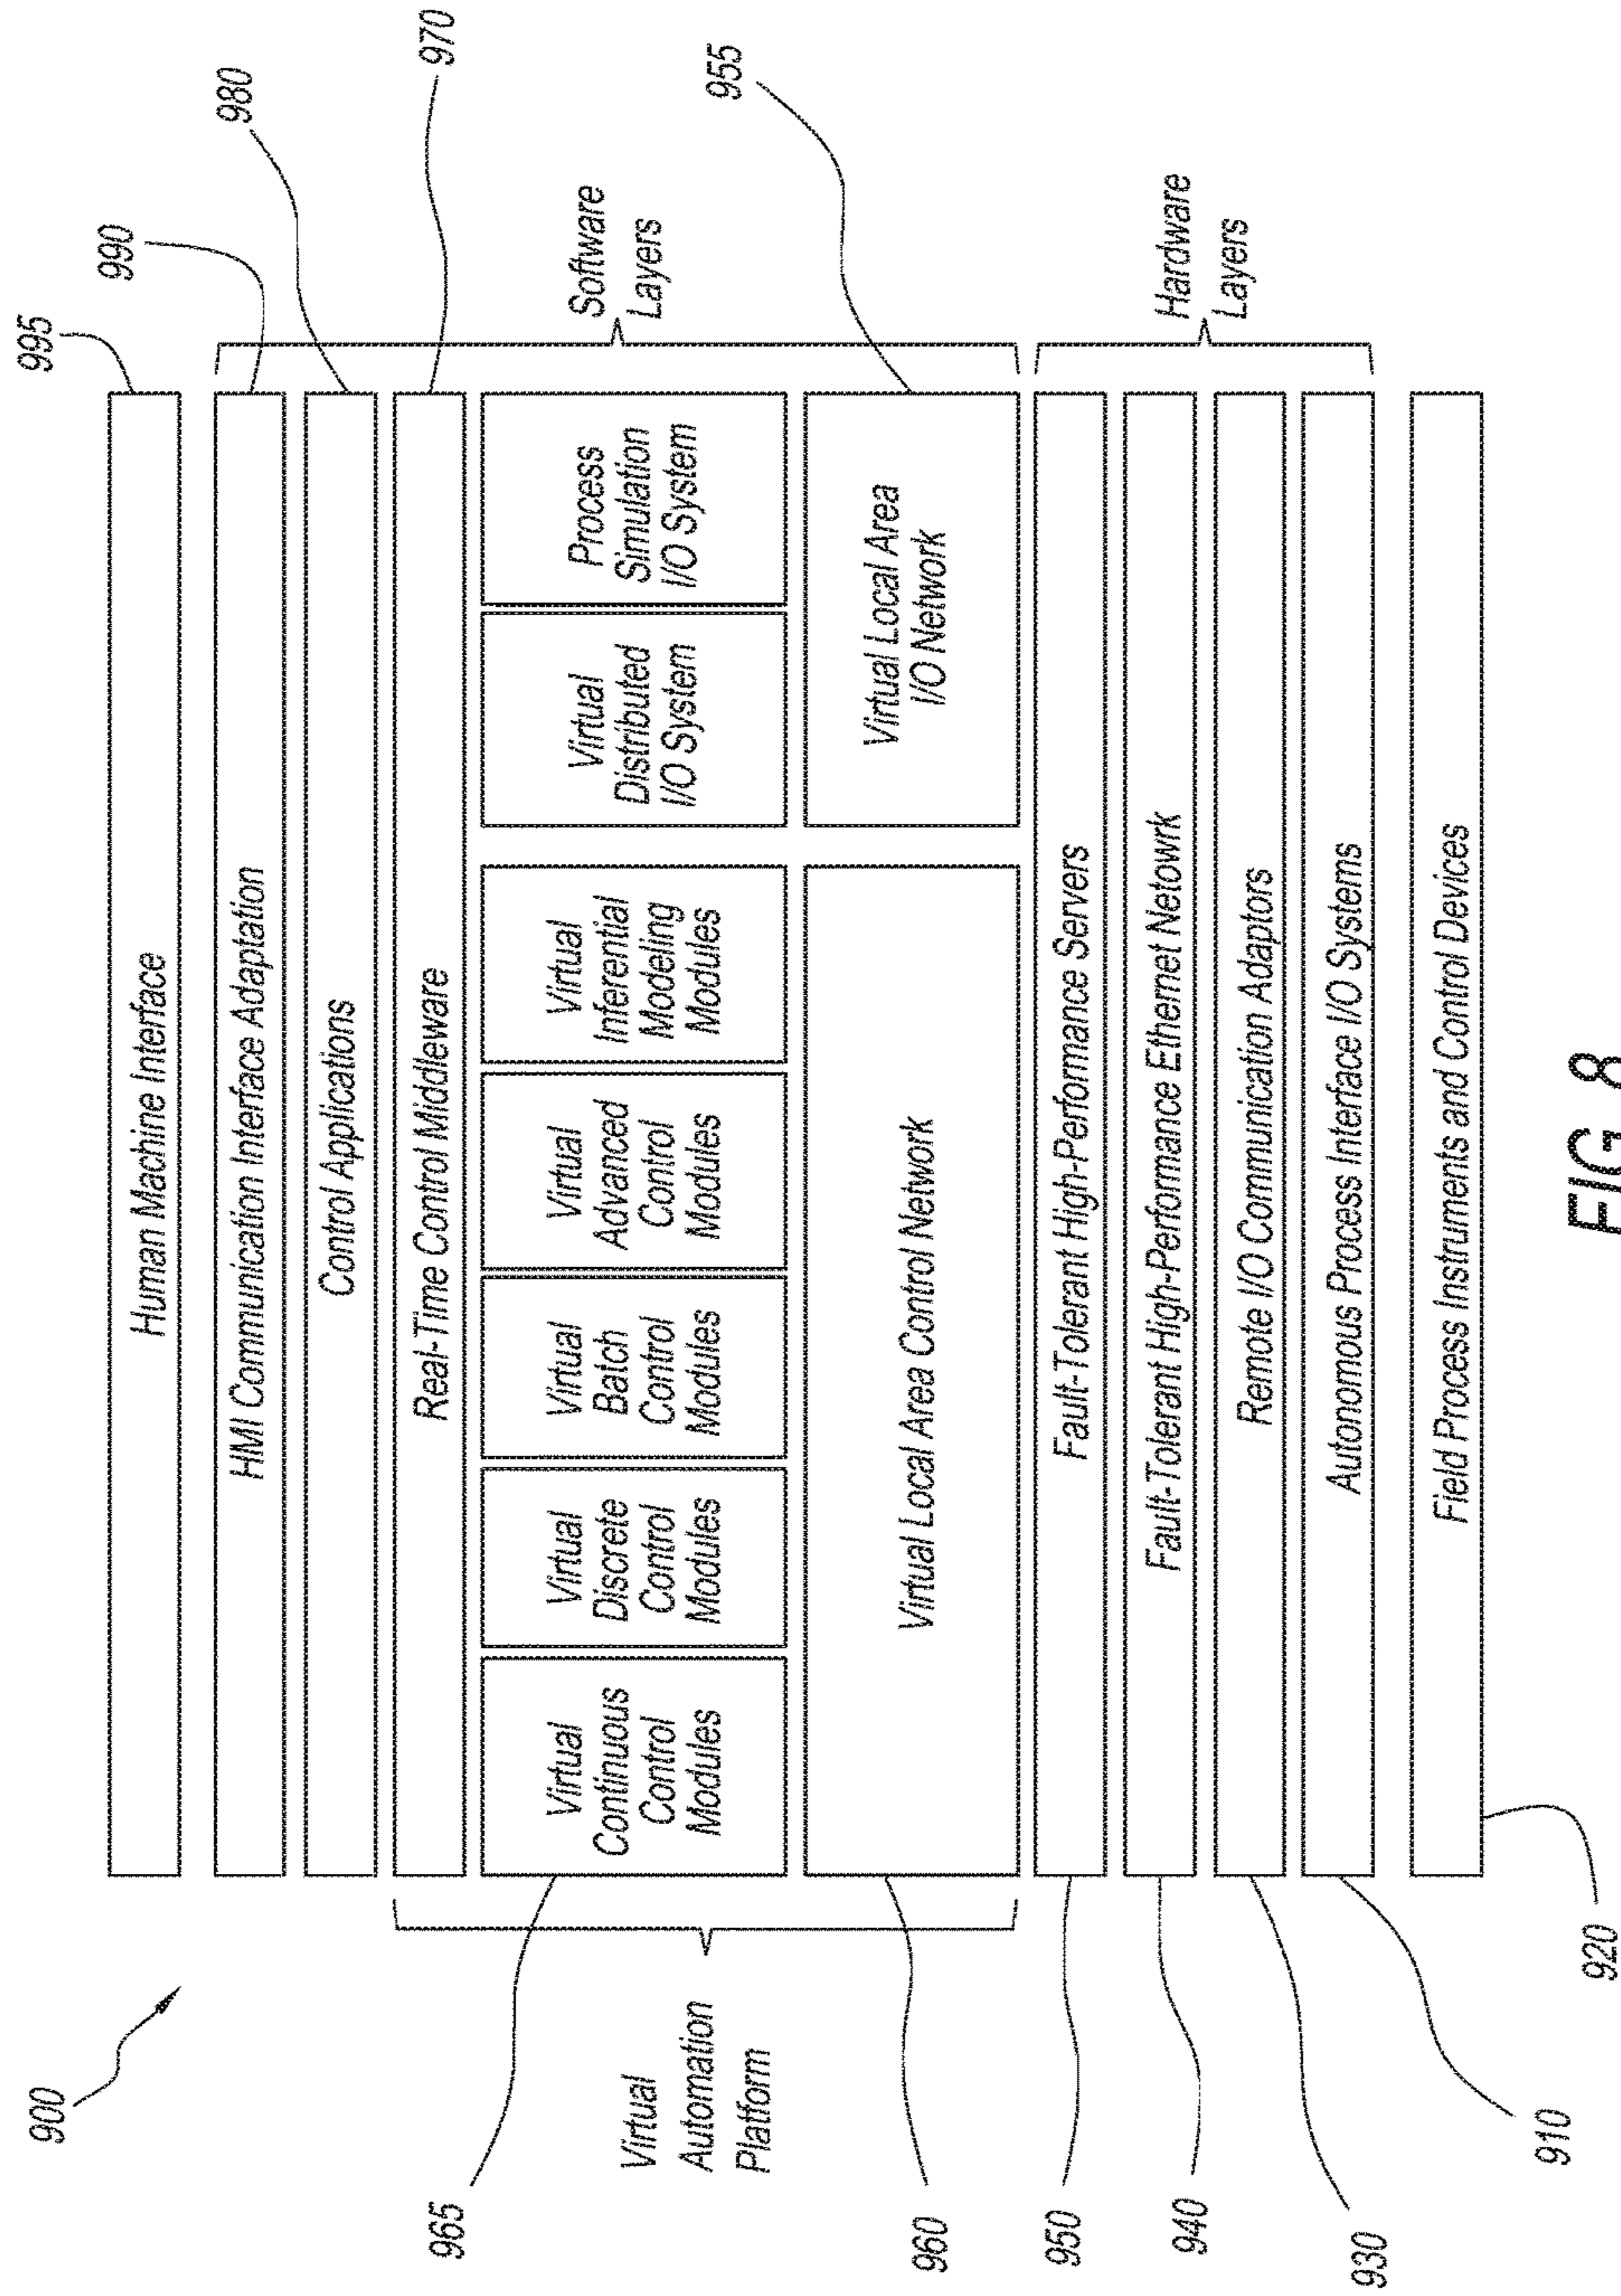 900
995
990
980
970
Human Machine Interface
HMI Communication Interface Adaptation
Control Applications
Real-Time Control Middleware
Virtual
Automation
Platform
Software
Layers
965
Virtual
Continuous
Control
Modules
Virtual
Discrete
Control
Modules
Virtual
Batch
Control
Modules
Virtual
Advanced
Control
Modules
Virtual
Inferential
Modeling
Modules
Virtual
Distributed
I/O System
Process
Simulation
I/O System
960
Virtual Local Area Control Network
Virtual Local Area
I/O Network
955
950
Fault-Tolerant High-Performance Servers
940
Fault-Tolerant High-Performance Ethernet Netowrk
930
Remote I/O Communication Adaptors
910
Autonomous Process Interface I/O Systems
Hardware
Layers
920
Field Process Instruments and Control Devices
FIG. 8